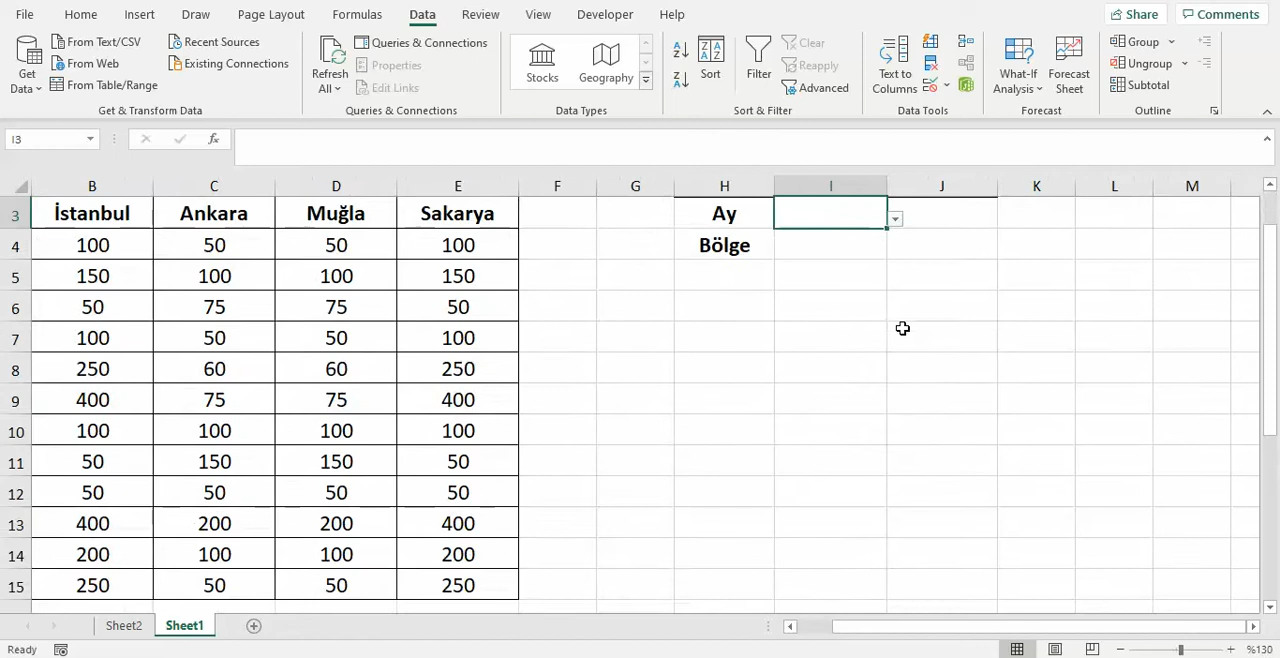 File Home Insert Draw Page Layout Formulas Data Review View Developer Help Share Comments
Get Data
From Text/CSV
From Web
From Table/Range
Recent Sources
Existing Connections
Get & Transform Data
Refresh All
Queries & Connections
Properties
Edit Links
Queries & Connections
Stocks Geography
Data Types
Sort
Filter
Clear
Reapply
Advanced
Sort & Filter
Text to Columns
Data Tools
What-If Analysis
Forecast Sheet
Forecast
Group
Ungroup
Subtotal
Outline
I3 fx
B C D E F G H I J K L M
3 İstanbul Ankara Muğla Sakarya Ay
4 100 50 50 100 Bölge
5 150 100 100 150
6 50 75 75 50
7 100 50 50 100
8 250 60 60 250
9 400 75 75 400
10 100 100 100 100
11 50 150 150 50
12 50 50 50 50
13 400 200 200 400
14 200 100 100 200
15 250 50 50 250
Sheet2 Sheet1
Ready %130